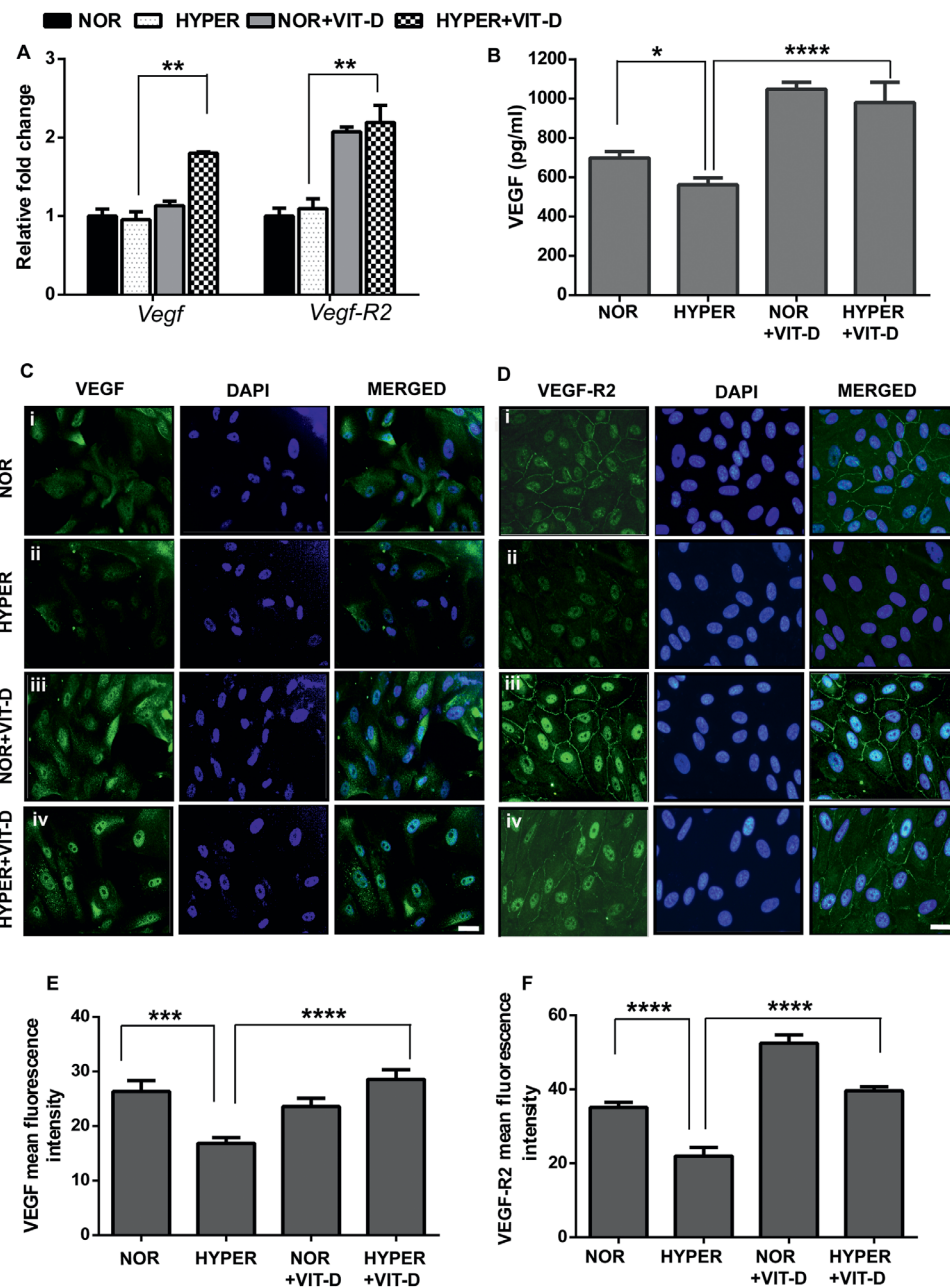 NOR HYPER NOR+VIT-D HYPER+VIT-D
A
Relative fold change
3
2
1
0
**
**
Vegf
Vegf-R2
B
VEGF (pg/ml)
1200
1000
800
600
400
200
0
*
****
NOR
HYPER
NOR
+VIT-D
HYPER
+VIT-D
C
VEGF DAPI MERGED
NOR
i
HYPER
ii
NOR+VIT-D
iii
HYPER+VIT-D
iv
D
VEGF-R2 DAPI MERGED
i
ii
iii
iv
E
VEGF mean fluorescence
intensity
40
30
20
10
0
***
****
NOR
HYPER
NOR
+VIT-D
HYPER
+VIT-D
F
VEGF-R2 mean fluorescence
intensity
60
40
20
0
****
****
NOR
HYPER
NOR
+VIT-D
HYPER
+VIT-D